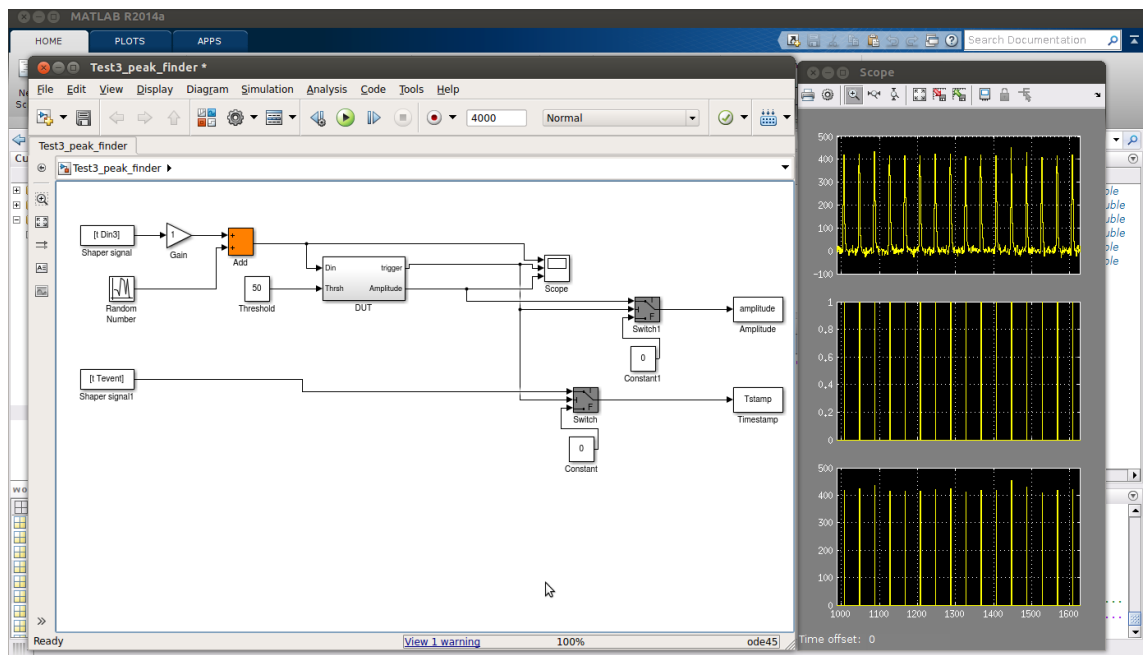 MATLAB R2014a
HOME PLOTS APPS
Search Documentation
Test3_peak_finder *
File Edit View Display Diagram Simulation Analysis Code Tools Help
4000 Normal
Test3_peak_finder
Test3_peak_finder
[t Din3]
Shaper signal
1
Gain
+
+
Add
Random
Number
50
Threshold
Din
Thrsh
trigger
Amplitude
DUT
Scope
T
F
Switch1
amplitude
Amplitude
0
Constant1
[t Tevent]
Shaper signal1
T
F
Switch
Tstamp
Timestamp
0
Constant
Ready View 1 warning 100% ode45
Scope
500
400
300
200
100
0
−100
1
0.8
0.6
0.4
0.2
0
500
400
300
200
100
0
1000 1100 1200 1300 1400 1500 1600
Time offset: 0